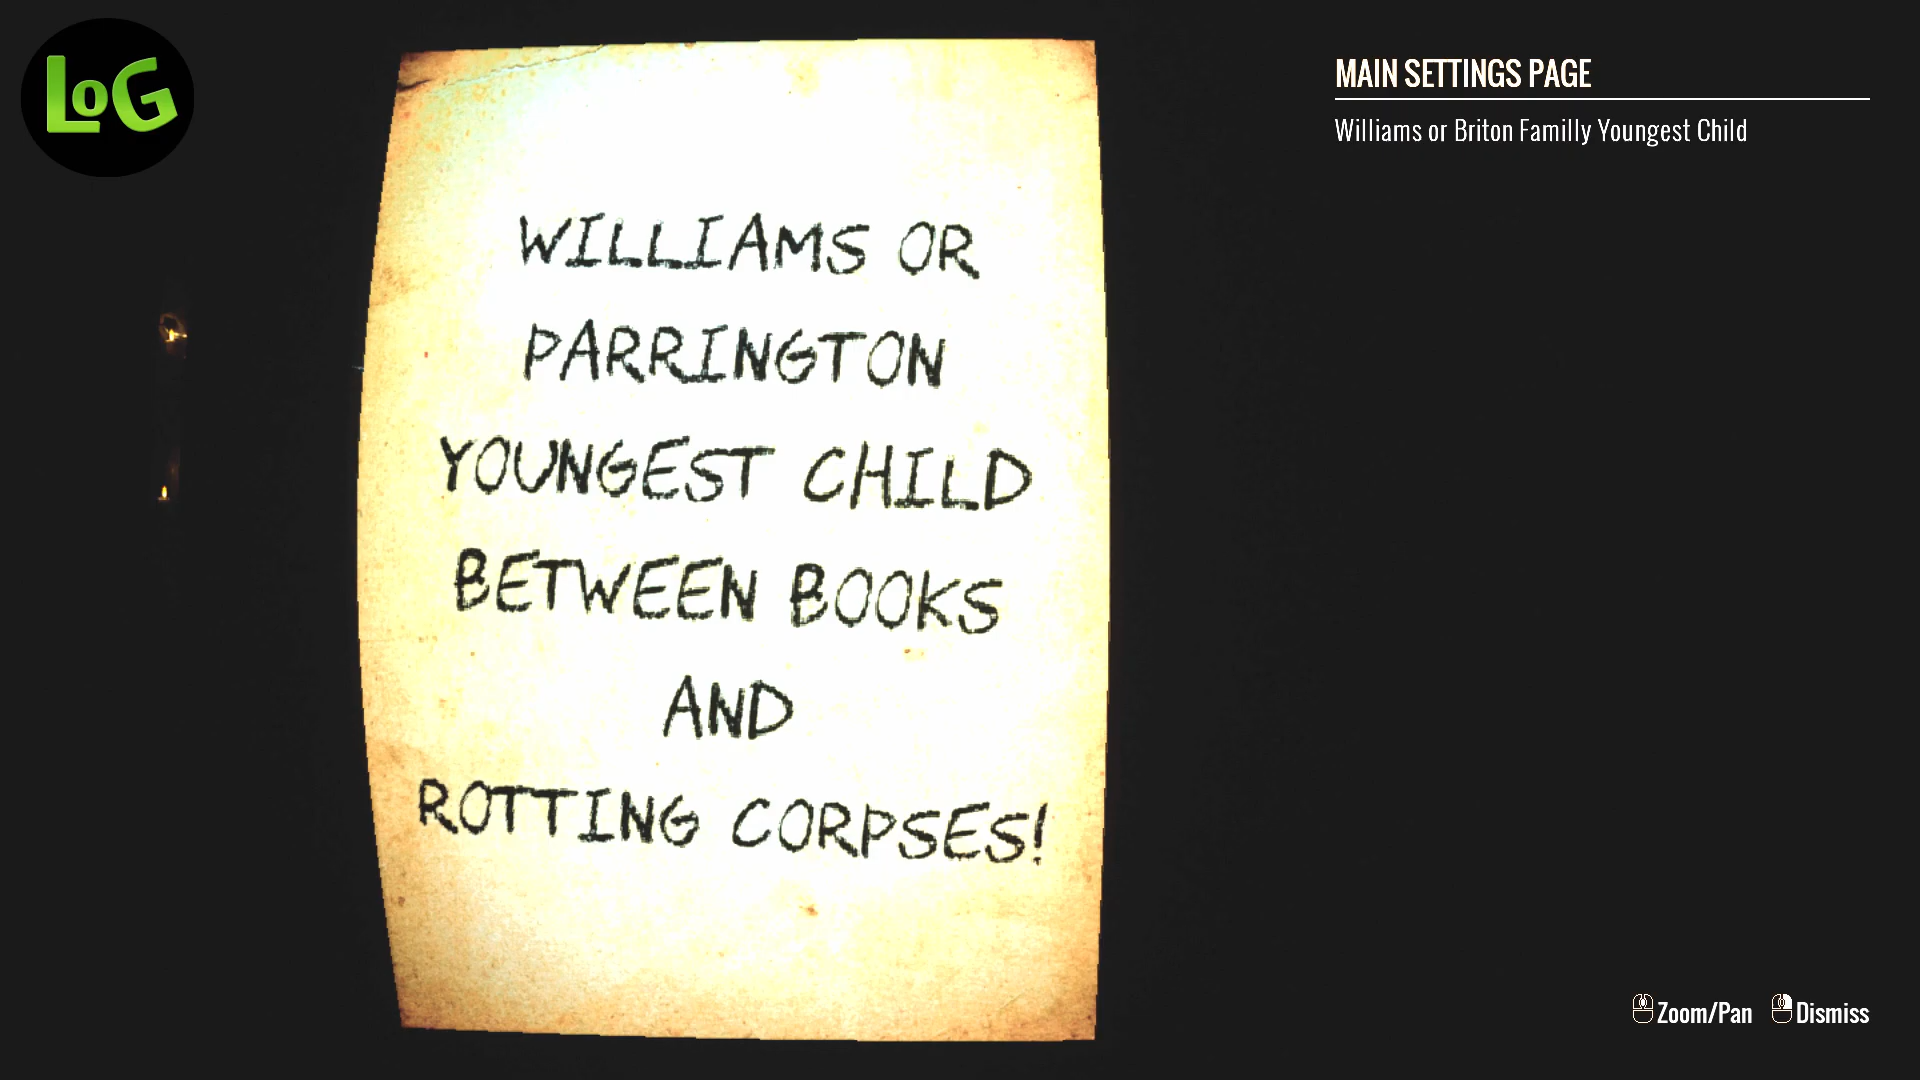 LoG
WILLIAMS OR
PARRINGTON
YOUNGEST CHILD
BETWEEN BOOKS
AND
ROTTING CORPSES!
MAIN SETTINGS PAGE
Williams or Briton Familly Youngest Child
Zoom/Pan Dismiss